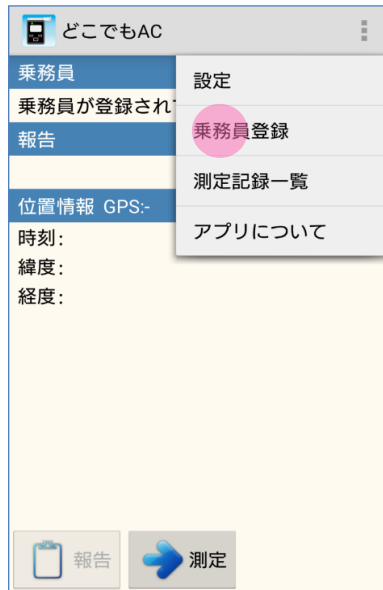 どこでもAC
乗務員
設定
乗務員が登録され
乗務員登録
報告
測定記録一覧
位置情報 GPS:-
アプリについて
時刻:
緯度:
経度:
報告
測定